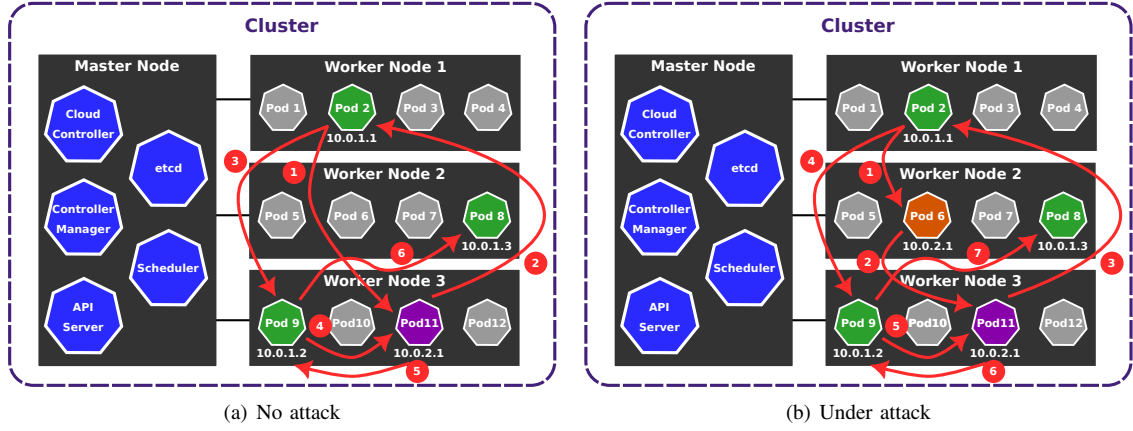 Cluster
Master Node
Cloud
Controller
etcd
Controller
Manager
Scheduler
API
Server
Worker Node 1
Pod 1
Pod 2
Pod 3
Pod 4
10.0.1.1
3
1
Worker Node 2
Pod 5
Pod 6
Pod 7
Pod 8
10.0.1.3
6
2
Worker Node 3
Pod 9
4
Pod10
Pod11
Pod12
10.0.1.2
10.0.2.1
5
(a) No attack
Cluster
Master Node
Cloud
Controller
etcd
Controller
Manager
Scheduler
API
Server
Worker Node 1
Pod 1
Pod 2
Pod 3
Pod 4
10.0.1.1
4
1
Worker Node 2
Pod 5
Pod 6
Pod 7
Pod 8
10.0.2.1
10.0.1.3
2
7
3
Worker Node 3
Pod 9
5
Pod10
Pod11
Pod12
10.0.1.2
10.0.2.1
6
(b) Under attack